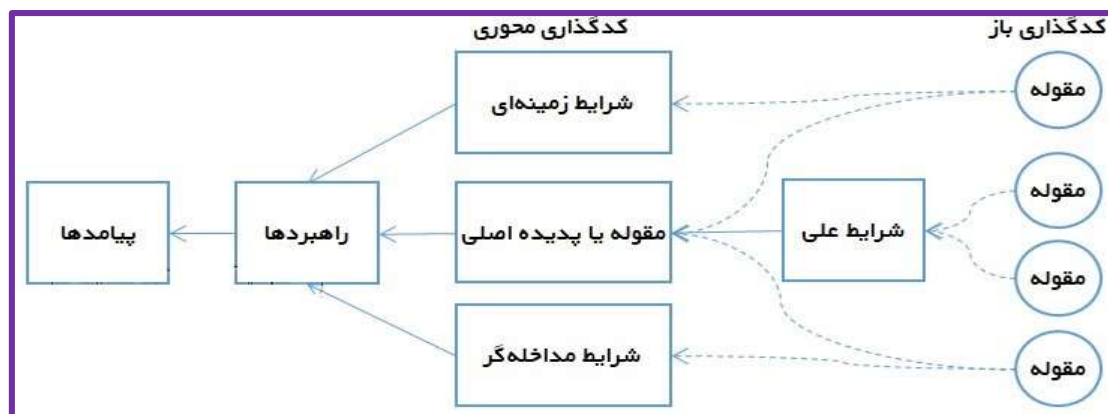 کدگذاری باز
کدگذاری محوری
مقوله
شرایط زمینه‌ای
مقوله
شرایط علی
مقوله یا پدیده اصلی
راهبردها
پیامدها
مقوله
شرایط مداخله‌گر
مقوله